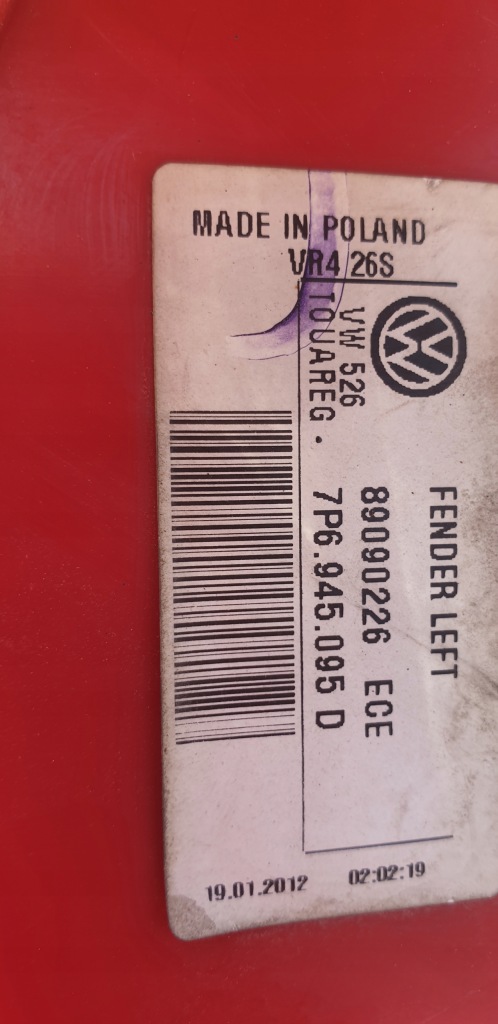 MADE IN POLAND
VR4 26S
FENDER LEFT
VW 526
TOUAREG.
89090226 ECE
7P6.945.095 D
19.01.2012 02:02:19